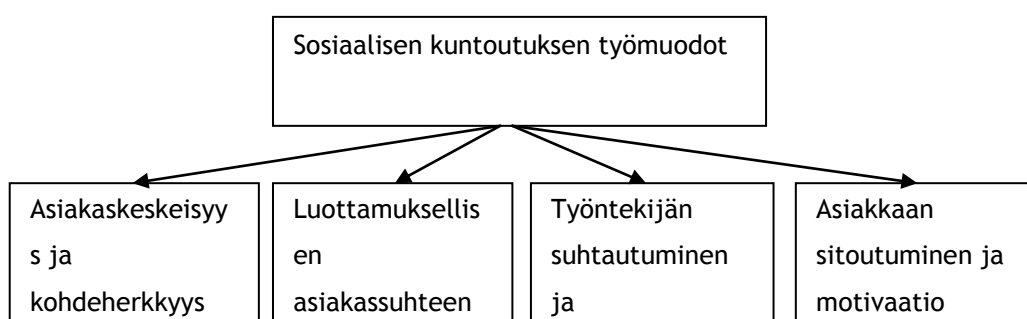 Sosiaalisen kuntoutuksen työmuodot
Asiakaskeskeisyy
s ja
kohdeherkkyys
Luottamuksellis
en
asiakassuhteen
Työntekijän
suhtautuminen
ja
Asiakkaan
sitoutuminen ja
motivaatio